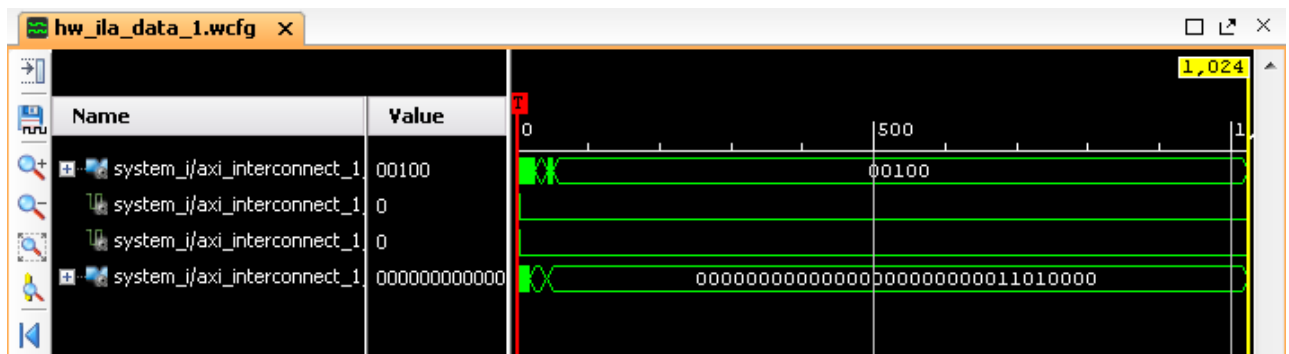 hw_ila_data_1.wcfg
1,024
Name Value
T
0 500 1
system_i/axi_interconnect_1 00100 00100
system_i/axi_interconnect_1 0
system_i/axi_interconnect_1 0
system_i/axi_interconnect_1 000000000000 00000000000000000000000011010000